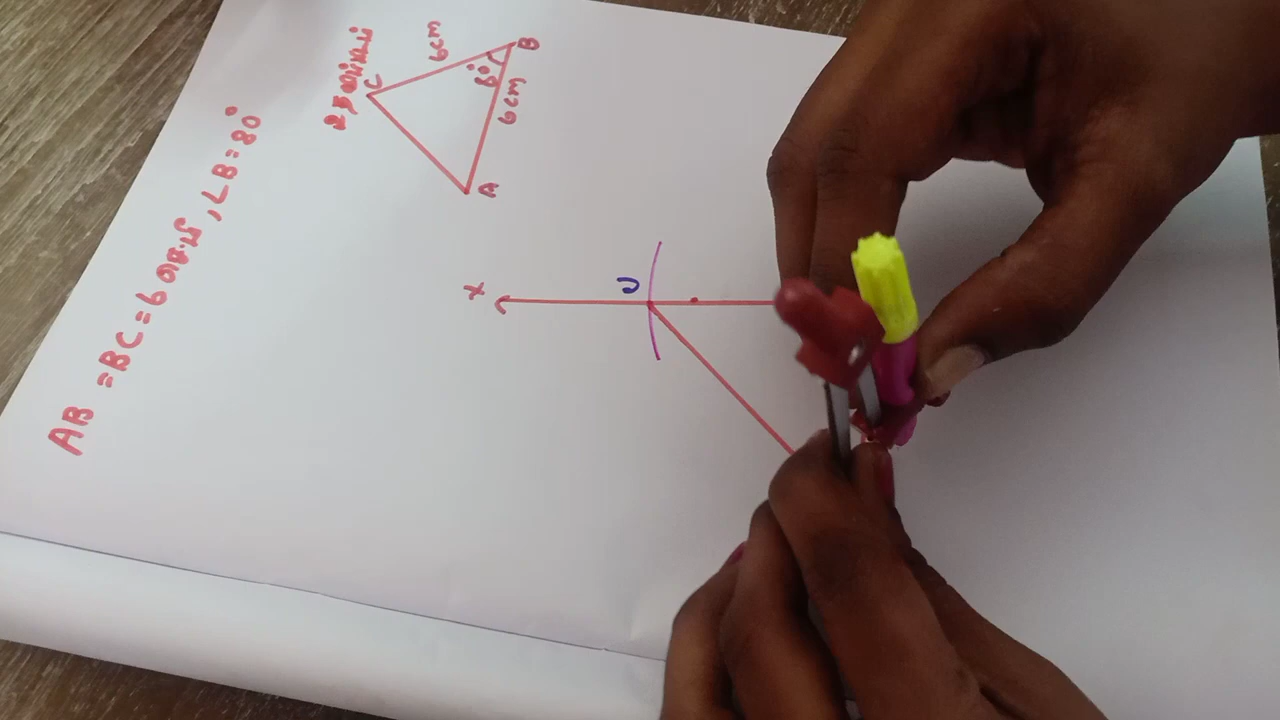 AB = BC = 6 செ.மீ, ∠B = 80°
C
6cm
B
80°
6cm
A
X
C